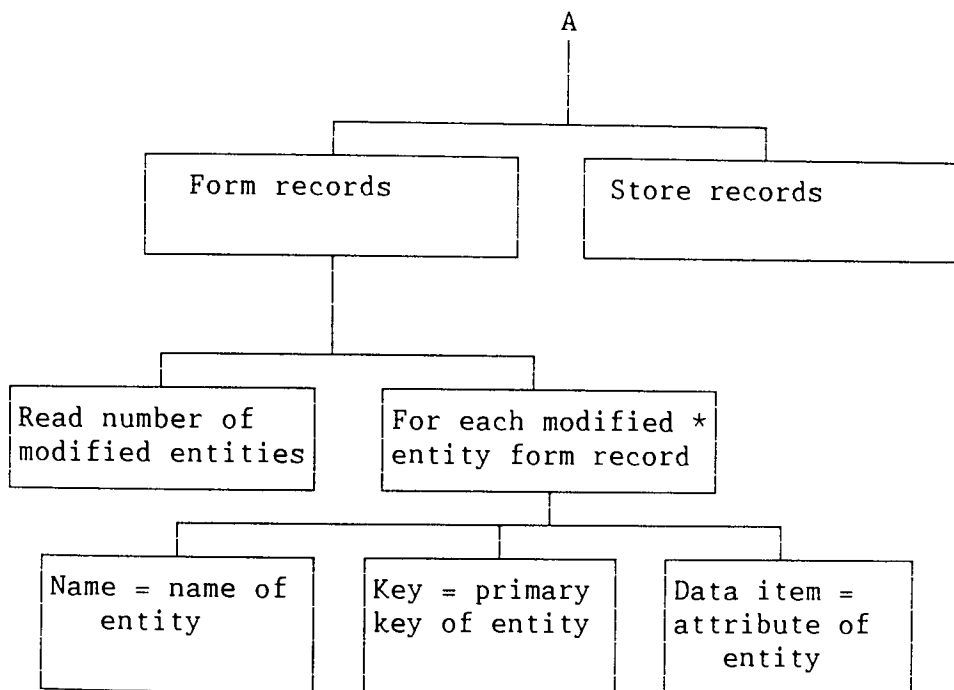 A
Form records
Store records
Read number of
modified entities
For each modified *
entity form record
Name = name of
entity
Key = primary
key of entity
Data item =
attribute of
entity